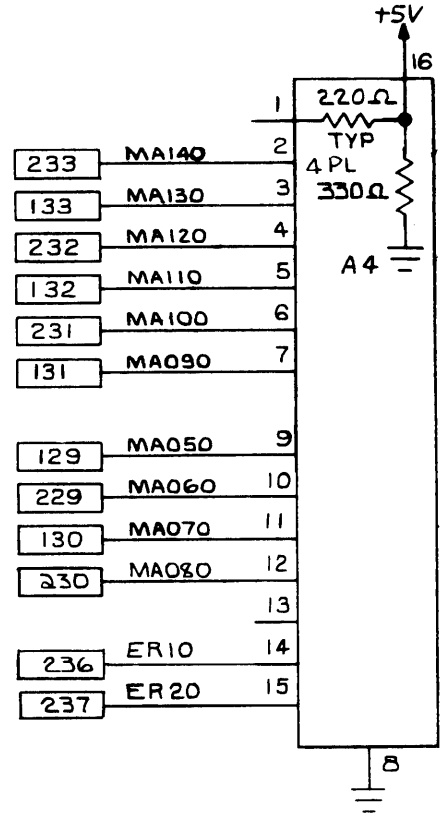 +5V
16
1 220Ω
TYP
2 4 PL
233 MA140
3 330Ω
133 MA130
4
232 MA120
5 A4
132 MA110
6
231 MA100
7
131 MA090
9
129 MA050
10
229 MA060
11
130 MA070
12
230 MA080
13
14
236 ER10
15
237 ER20
8